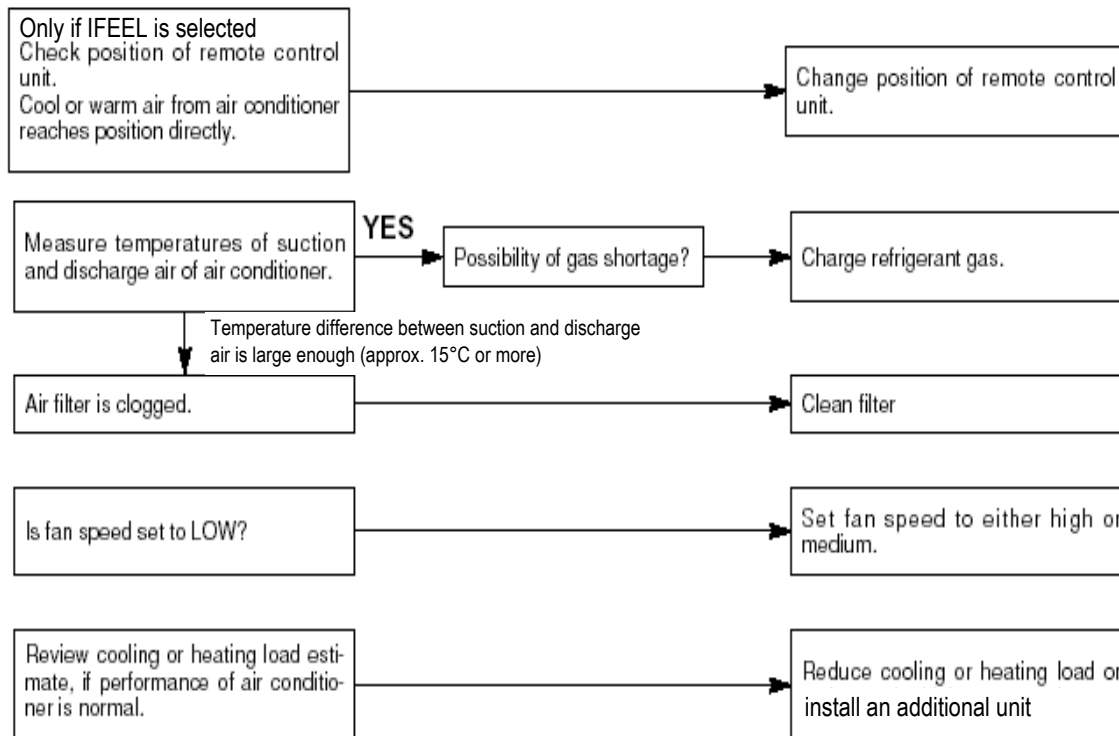 Only if IFEEL is selected
Check position of remote control
unit.
Cool or warm air from air conditioner
reaches position directly.
Change position of remote control
unit.
Measure temperatures of suction
and discharge air of air conditioner.
YES
Possibility of gas shortage?
Charge refrigerant gas.
Temperature difference between suction and discharge
air is large enough (approx. 15°C or more)
Air filter is clogged.
Clean filter
Is fan speed set to LOW?
Set fan speed to either high or
medium.
Review cooling or heating load esti-
mate, if performance of air conditio-
ner is normal.
Reduce cooling or heating load or
install an additional unit